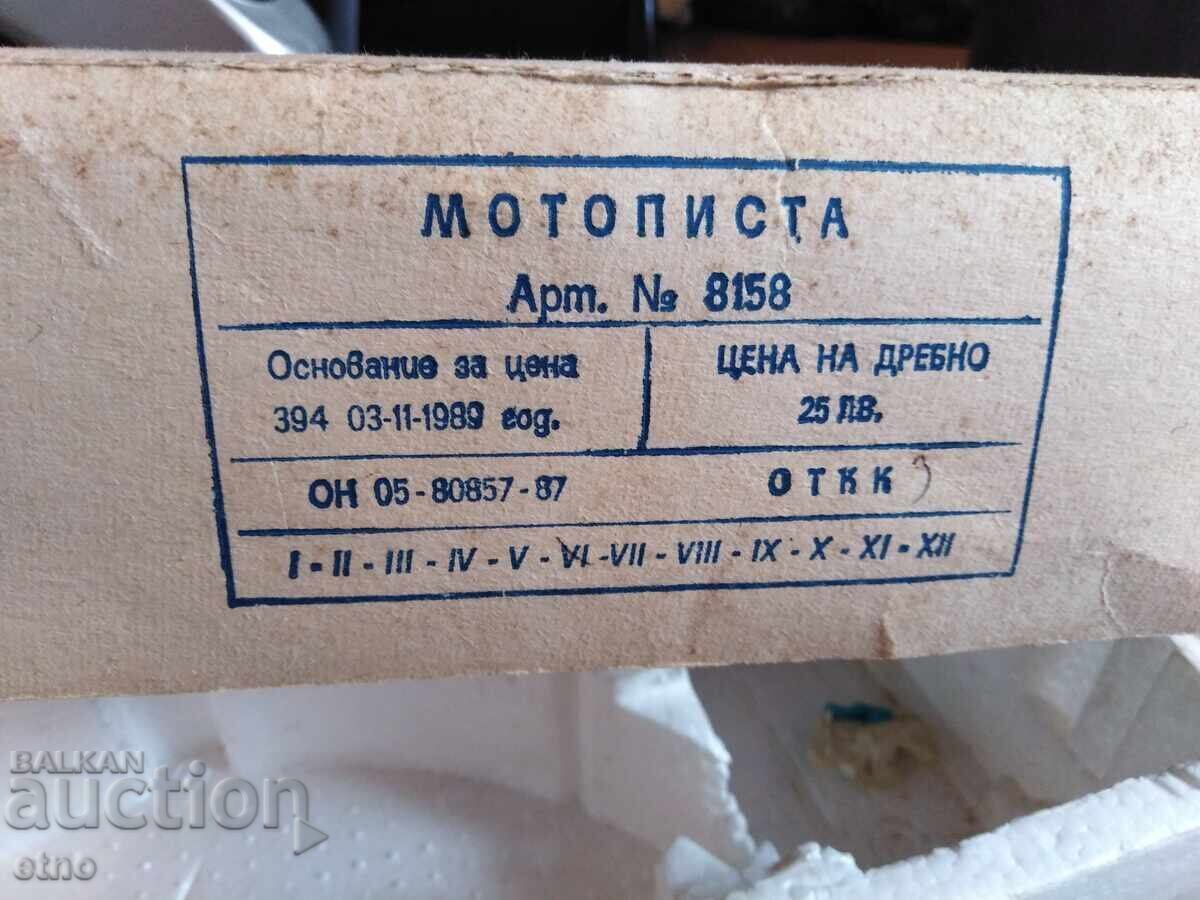 МОТОПИСТА
Арт. № 8158
Основание за цена
394 03-11-1989 год.
ЦЕНА НА ДРЕБНО
25 ЛВ.
ОН 05-80857-87
ОТКК 3
I - II - III - IV - V - VI - VII - VIII - IX - X - XI - XII
BALKAN
auction
etno